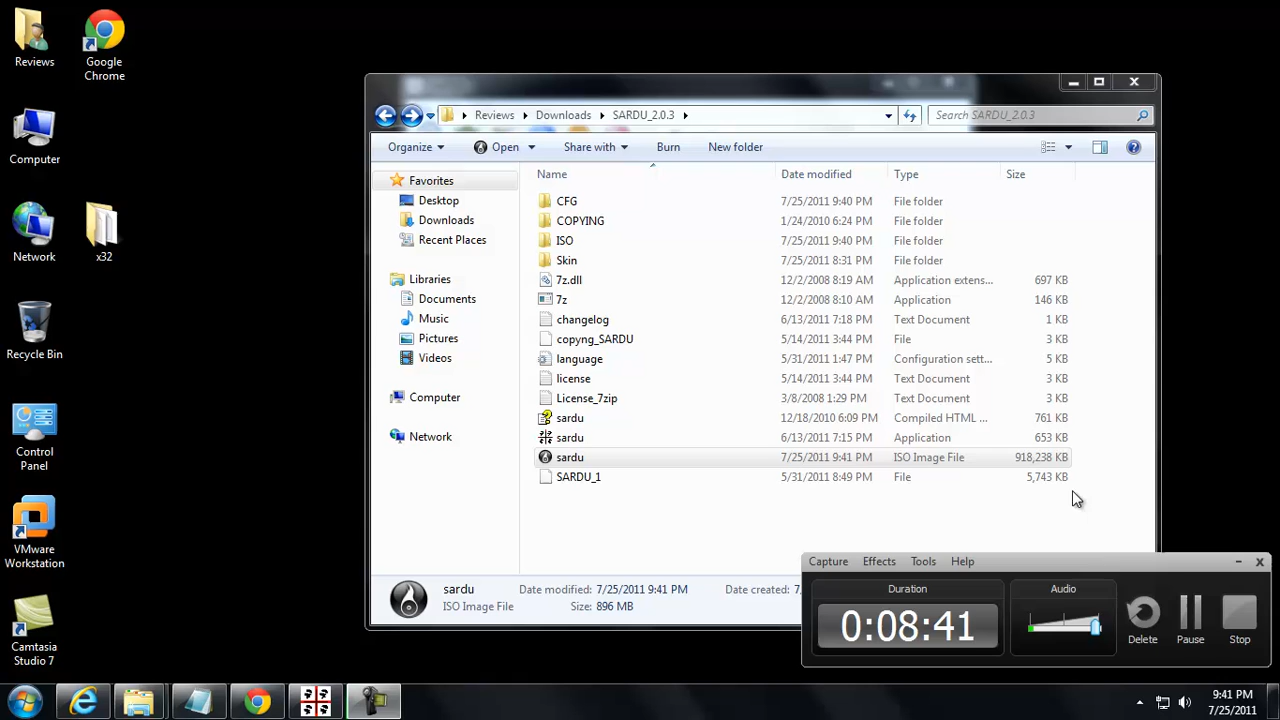 Reviews
Google Chrome
Computer
Network
x32
Recycle Bin
Control Panel
VMware Workstation
Camtasia Studio 7
Reviews Downloads SARDU_2.0.3
Search SARDU_2.0.3
Organize Open Share with Burn New folder
Favorites
Desktop
Downloads
Recent Places
Libraries
Documents
Music
Pictures
Videos
Computer
Network
Name Date modified Type Size
CFG 7/25/2011 9:40 PM File folder
COPYING 1/24/2010 6:24 PM File folder
ISO 7/25/2011 9:40 PM File folder
Skin 7/25/2011 8:31 PM File folder
7z.dll 12/2/2008 8:19 AM Application extens... 697 KB
7z 12/2/2008 8:10 AM Application 146 KB
changelog 6/13/2011 7:18 PM Text Document 1 KB
copyng_SARDU 5/14/2011 3:44 PM File 3 KB
language 5/31/2011 1:47 PM Configuration sett... 5 KB
license 5/14/2011 3:44 PM Text Document 3 KB
License_7zip 3/8/2008 1:29 PM Text Document 3 KB
sardu 12/18/2010 6:09 PM Compiled HTML ... 761 KB
sardu 6/13/2011 7:15 PM Application 653 KB
sardu 7/25/2011 9:41 PM ISO Image File 918,238 KB
SARDU_1 5/31/2011 8:49 PM File 5,743 KB
sardu Date modified: 7/25/2011 9:41 PM Date created: 7/
ISO Image File Size: 896 MB
Capture Effects Tools Help
Duration Audio
0:08:41
Delete Pause Stop
9:41 PM
7/25/2011